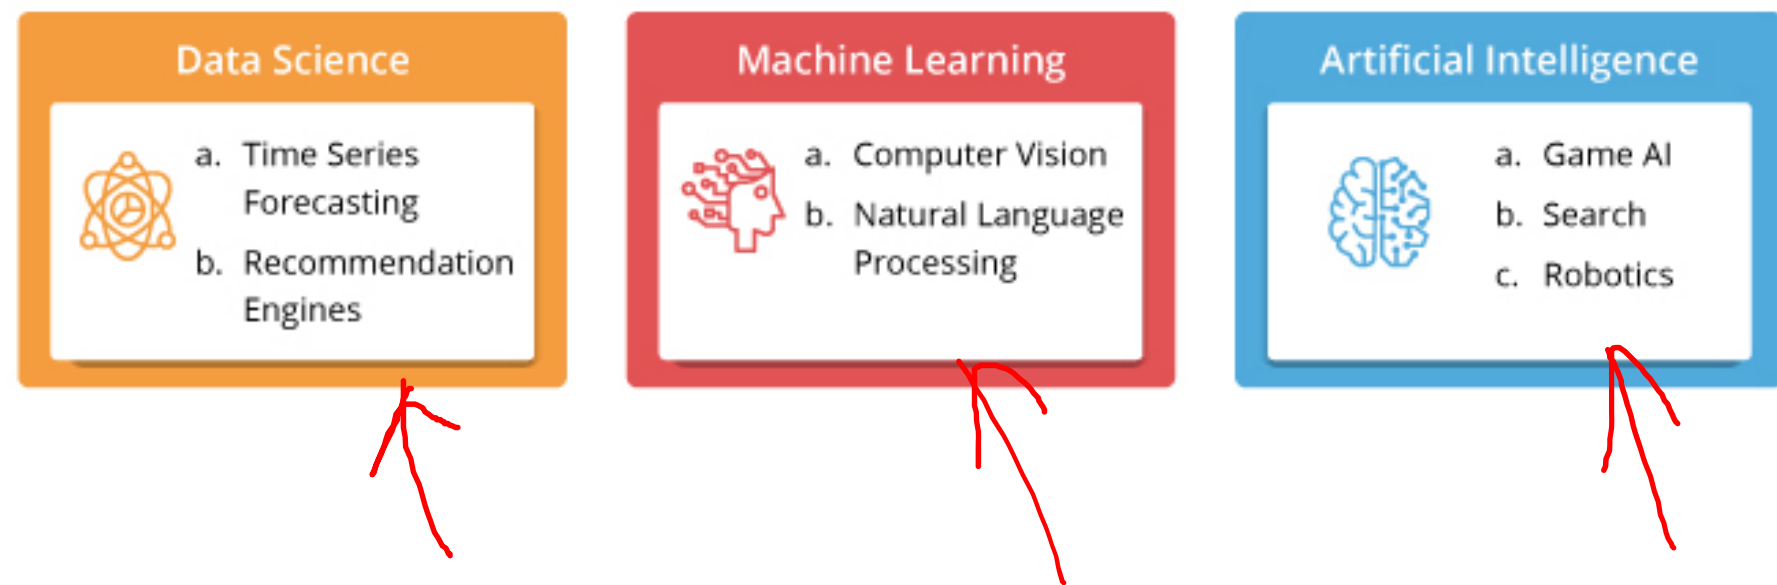 Data Science
a. Time Series
Forecasting
b. Recommendation
Engines
Machine Learning
a. Computer Vision
b. Natural Language
Processing
Artificial Intelligence
a. Game AI
b. Search
c. Robotics